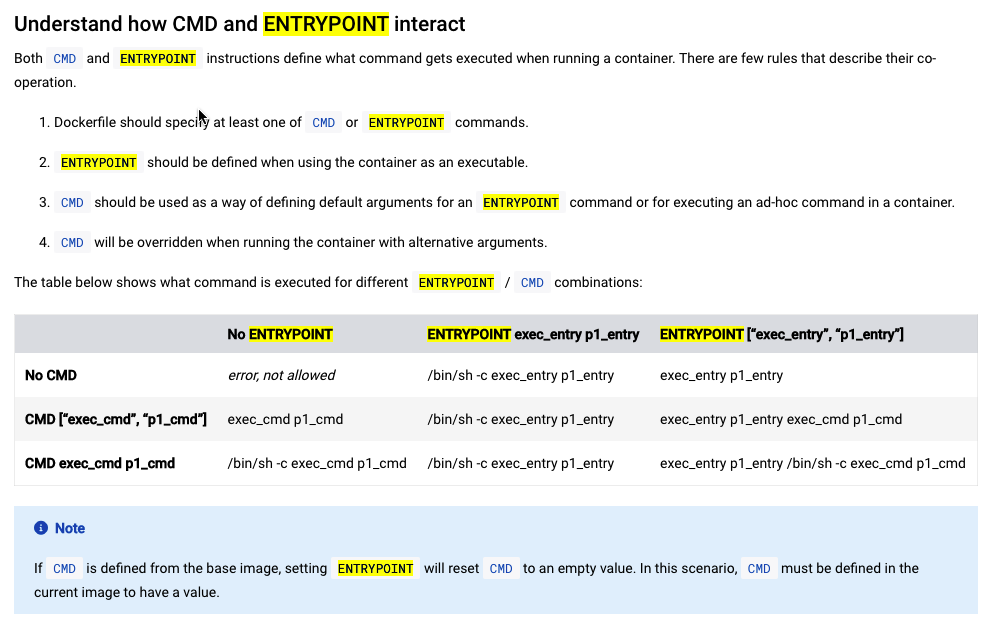 Understand how CMD and ENTRYPOINT interact
Both CMD and ENTRYPOINT instructions define what command gets executed when running a container. There are few rules that describe their co-
operation.
1. Dockerfile should specify at least one of CMD or ENTRYPOINT commands.
2. ENTRYPOINT should be defined when using the container as an executable.
3. CMD should be used as a way of defining default arguments for an ENTRYPOINT command or for executing an ad-hoc command in a container.
4. CMD will be overridden when running the container with alternative arguments.
The table below shows what command is executed for different ENTRYPOINT / CMD combinations:
No ENTRYPOINT ENTRYPOINT exec_entry p1_entry ENTRYPOINT [“exec_entry”, “p1_entry”]
No CMD error, not allowed /bin/sh -c exec_entry p1_entry exec_entry p1_entry
CMD [“exec_cmd”, “p1_cmd”] exec_cmd p1_cmd /bin/sh -c exec_entry p1_entry exec_entry p1_entry exec_cmd p1_cmd
CMD exec_cmd p1_cmd /bin/sh -c exec_cmd p1_cmd /bin/sh -c exec_entry p1_entry exec_entry p1_entry /bin/sh -c exec_cmd p1_cmd
Note
If CMD is defined from the base image, setting ENTRYPOINT will reset CMD to an empty value. In this scenario, CMD must be defined in the
current image to have a value.